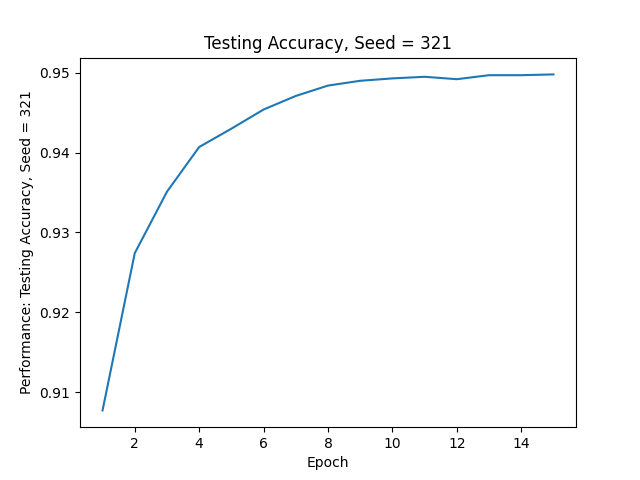 Testing Accuracy, Seed = 321
Performance: Testing Accuracy, Seed = 321
0.95
0.94
0.93
0.92
0.91
2 4 6 8 10 12 14
Epoch